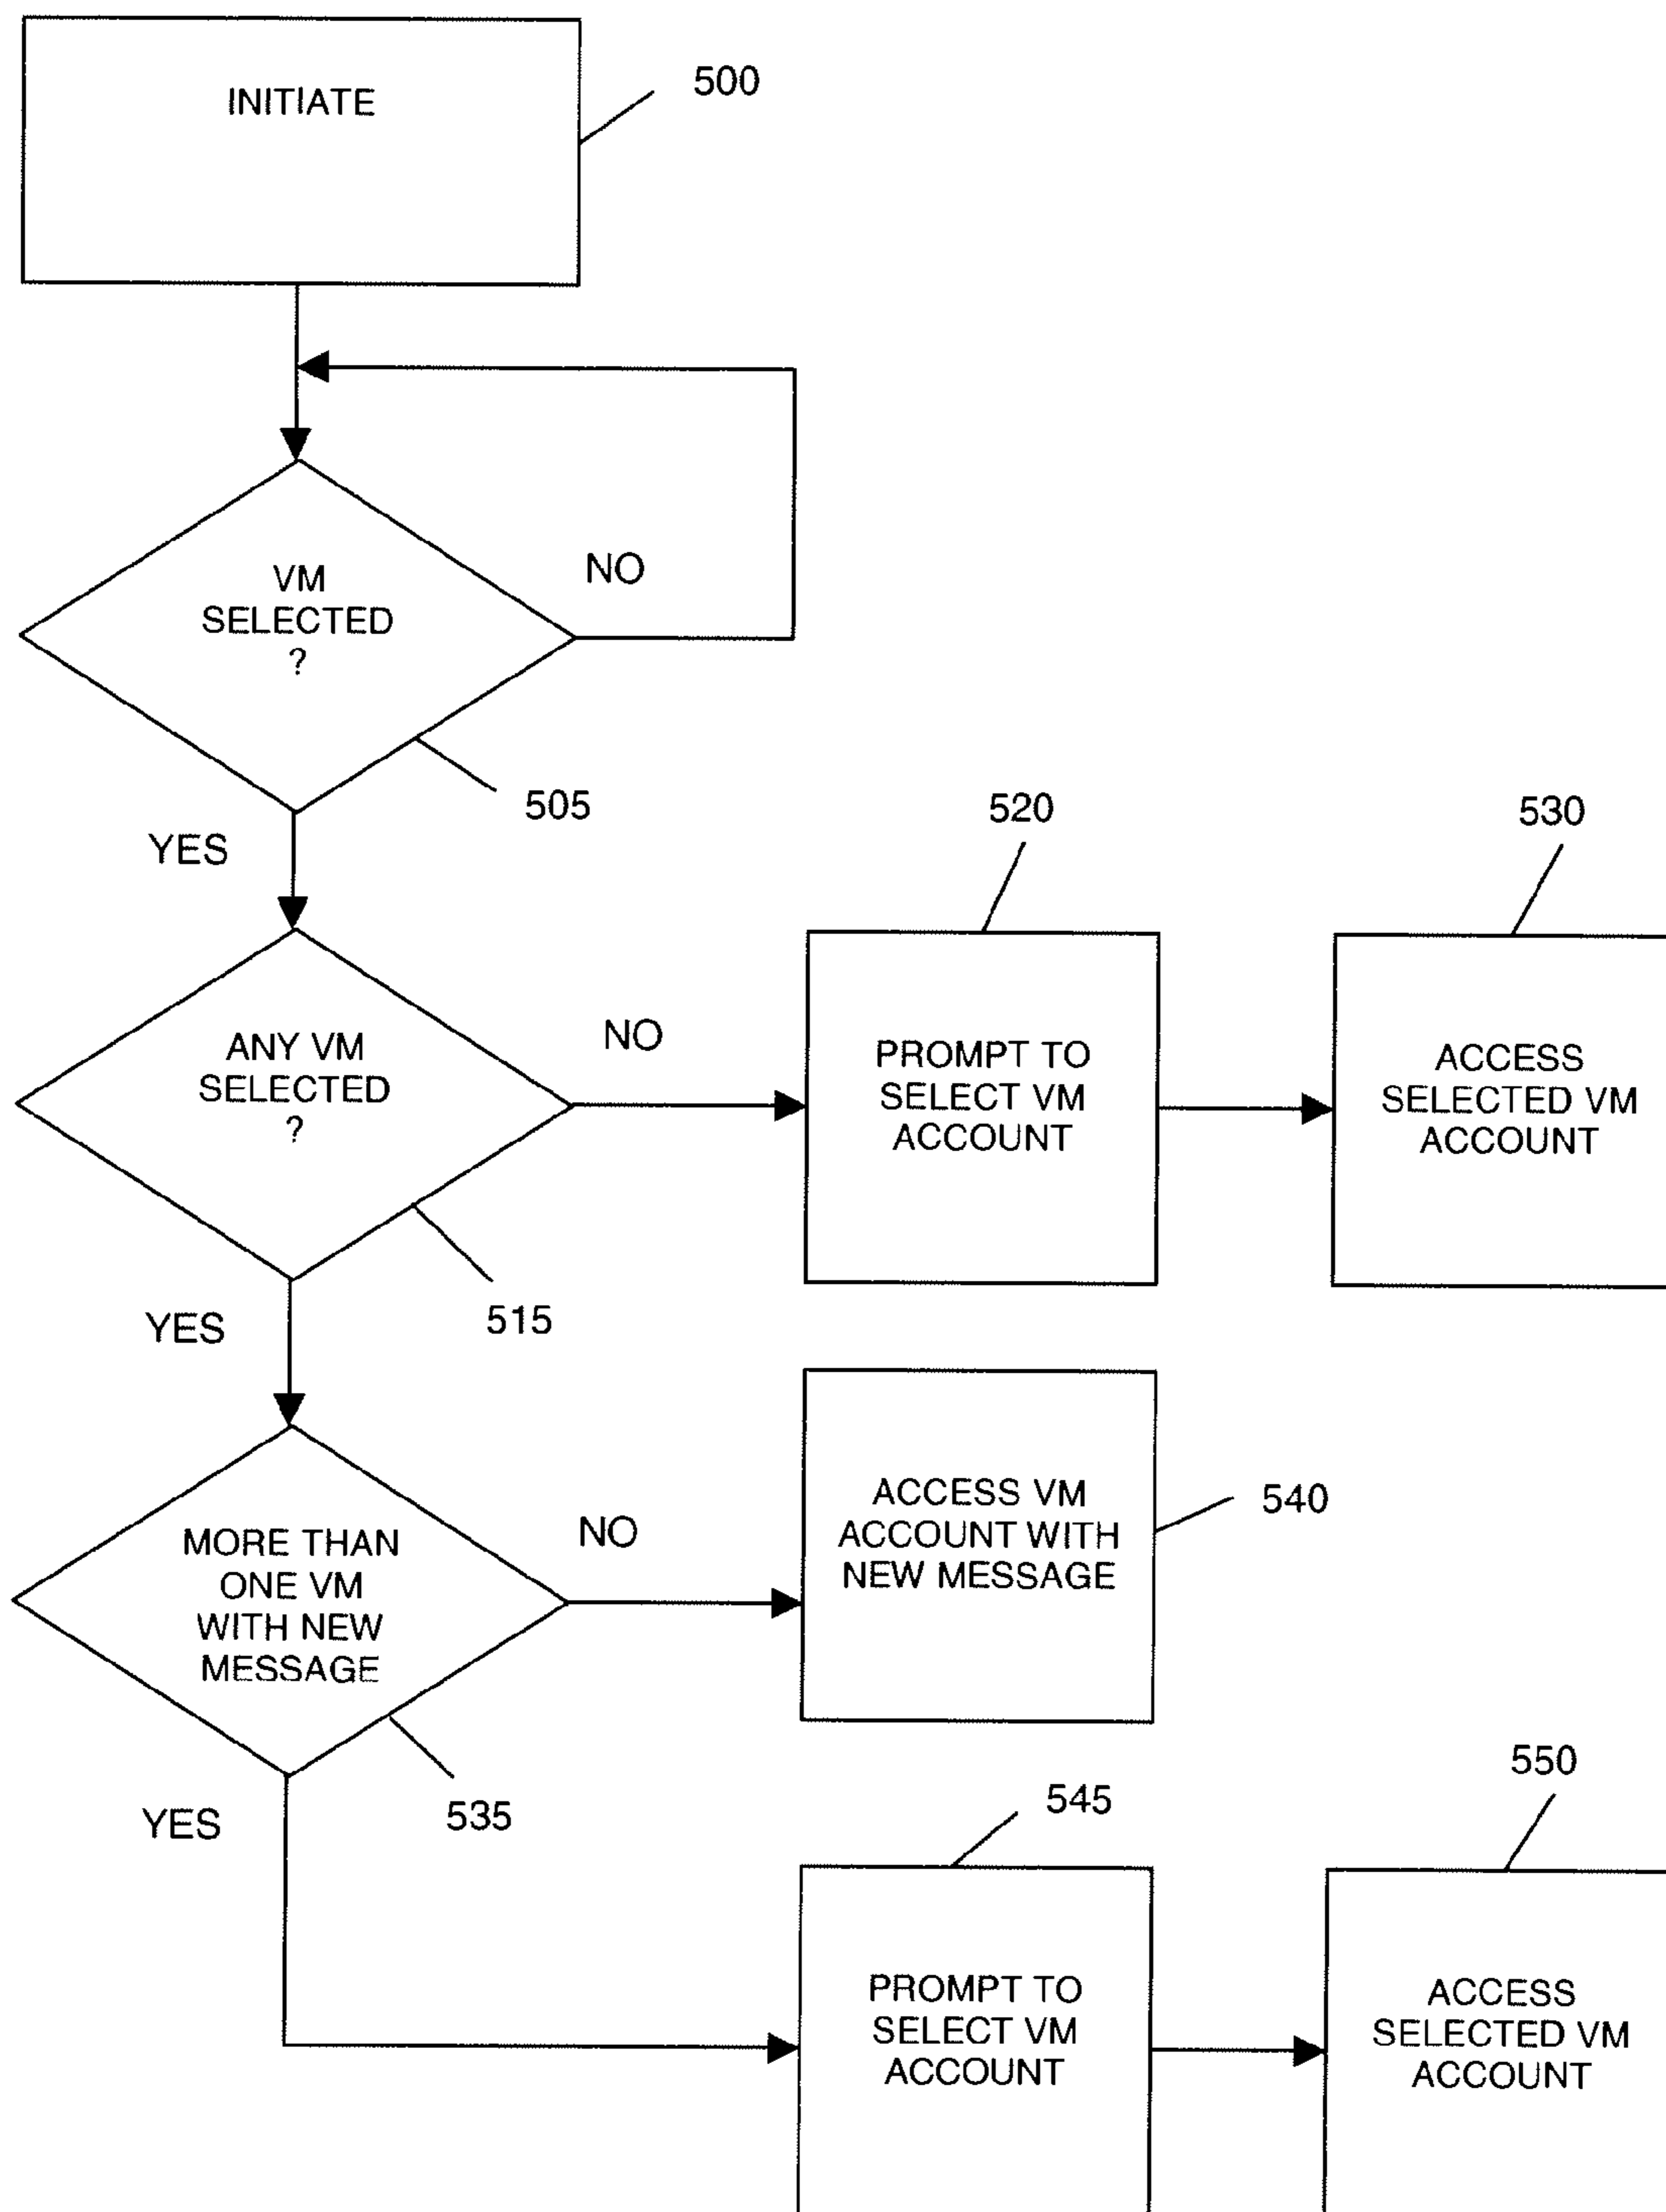 INITIATE
500
VM
SELECTED
?
NO
505
YES
520
530
ANY VM
SELECTED
?
NO
PROMPT TO
SELECT VM
ACCOUNT
ACCESS
SELECTED VM
ACCOUNT
515
YES
MORE THAN
ONE VM
WITH NEW
MESSAGE
NO
ACCESS VM
ACCOUNT WITH
NEW MESSAGE
540
535
YES
545
550
PROMPT TO
SELECT VM
ACCOUNT
ACCESS
SELECTED VM
ACCOUNT